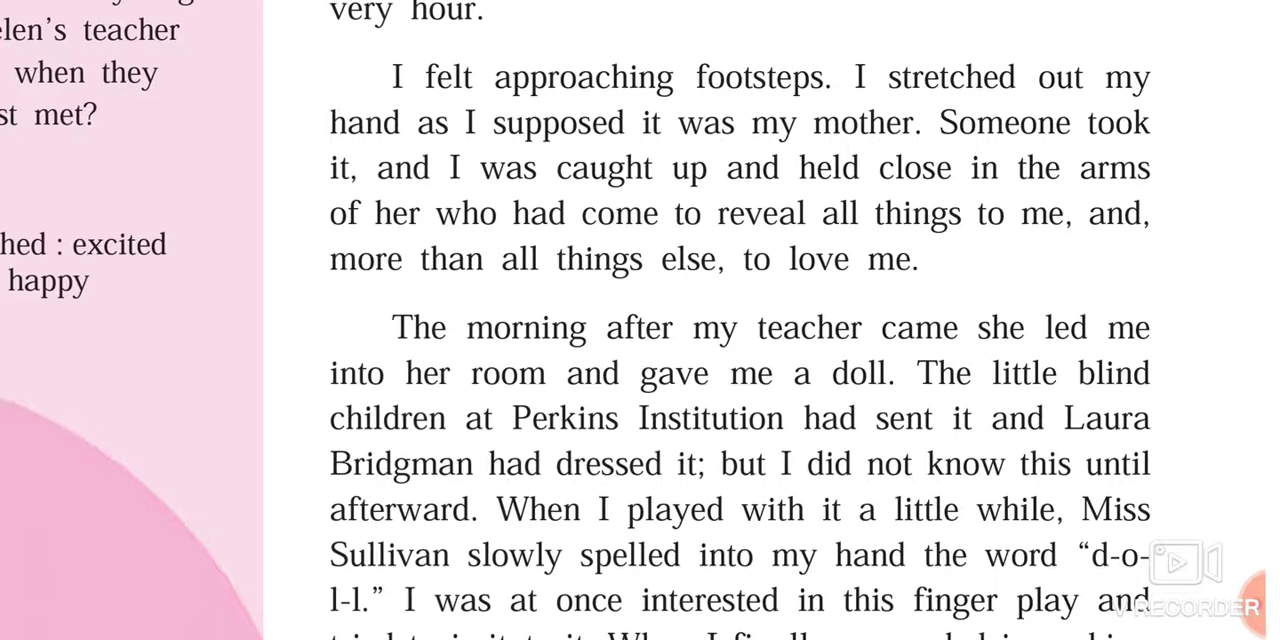 elen's teacher
when they
st met?
hed : excited
happy
very hour.
I felt approaching footsteps. I stretched out my
hand as I supposed it was my mother. Someone took
it, and I was caught up and held close in the arms
of her who had come to reveal all things to me, and,
more than all things else, to love me.
The morning after my teacher came she led me
into her room and gave me a doll. The little blind
children at Perkins Institution had sent it and Laura
Bridgman had dressed it; but I did not know this until
afterward. When I played with it a little while, Miss
Sullivan slowly spelled into my hand the word “d-o-
l-l.” I was at once interested in this finger play and
V RECORDER